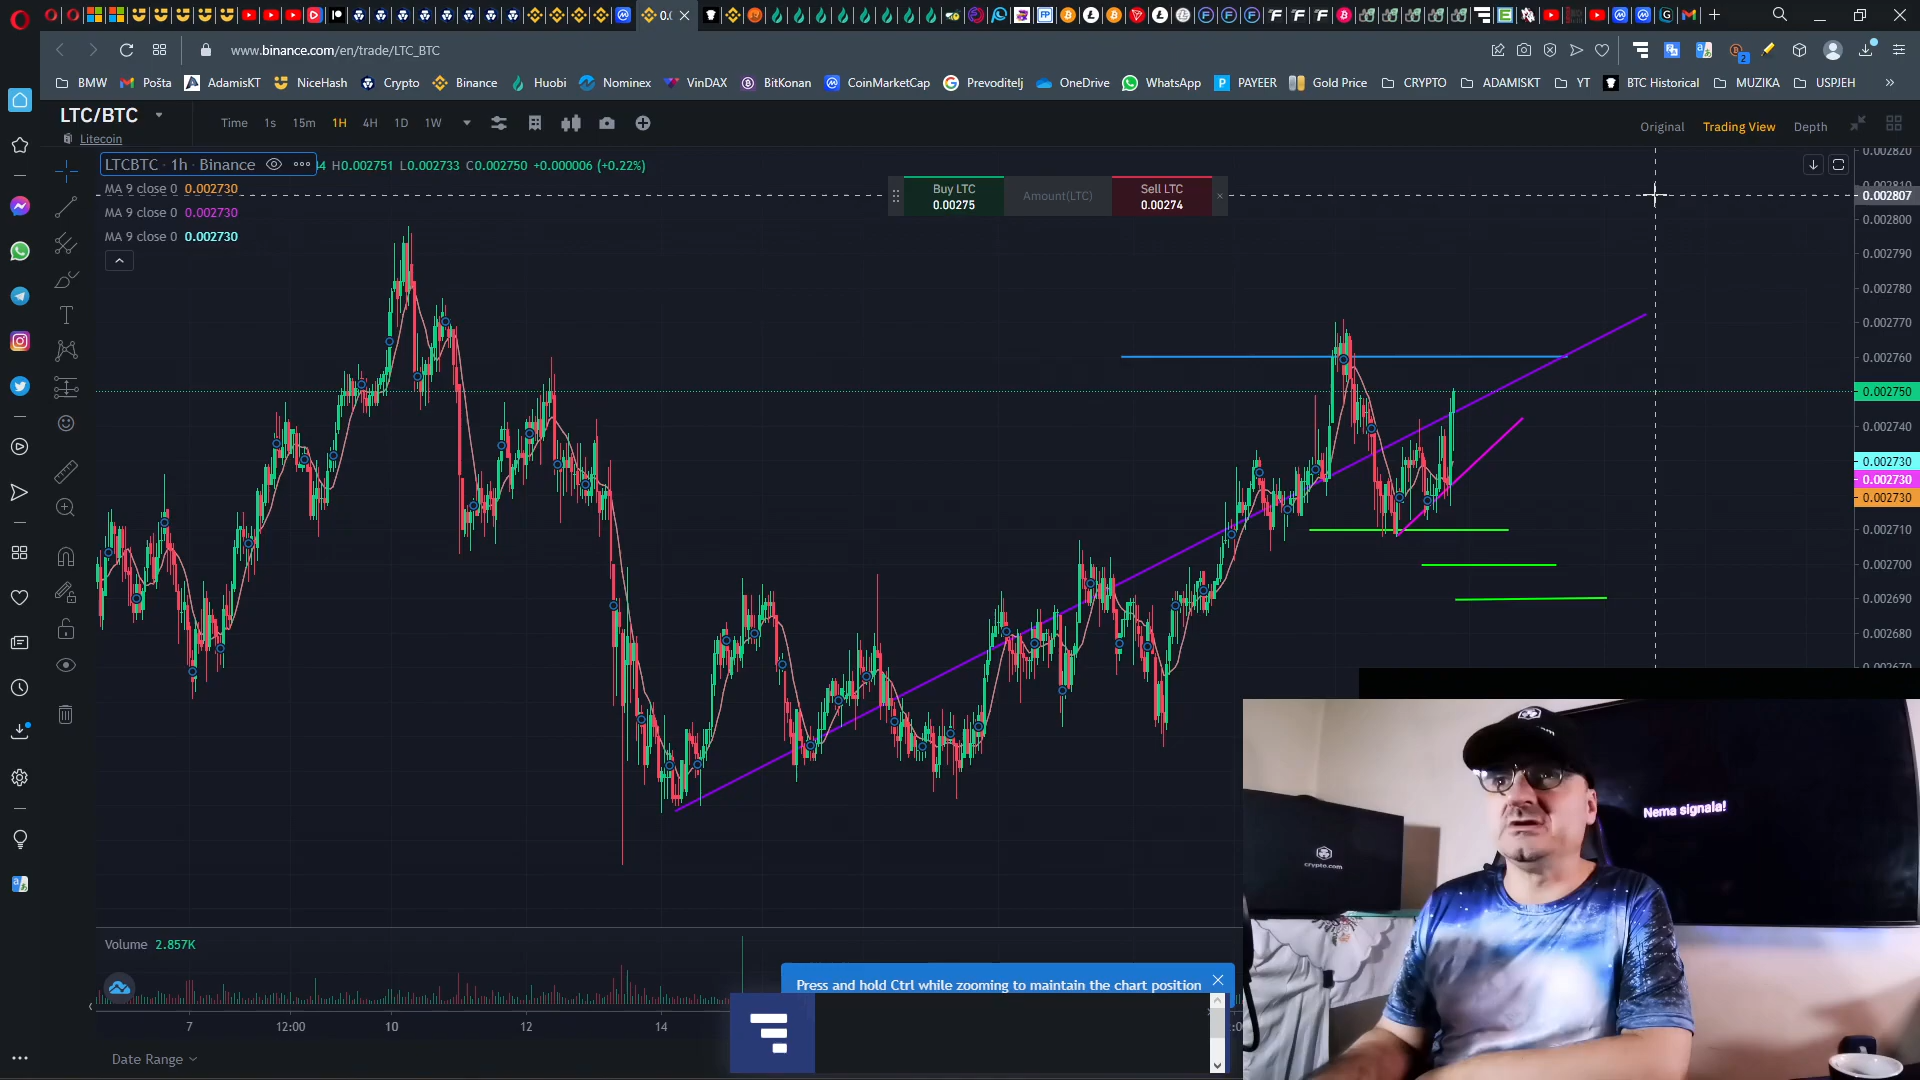 www.binance.com/en/trade/LTC_BTC
BMW
Pošta
AdamisKT
NiceHash
Crypto
Binance
Huobi
Nominex
VinDAX
BitKonan
CoinMarketCap
Prevoditelj
OneDrive
WhatsApp
PAYEER
Gold Price
CRYPTO
ADAMISKT
YT
BTC Historical
MUZIKA
USPJEH
LTC/BTC
Litecoin
Time 1s 15m 1H 4H 1D 1W
Original Trading View Depth
LTCBTC · 1h · Binance
44 H0.002751 L0.002733 C0.002750 +0.000006 (+0.22%)
MA 9 close 0 0.002730
MA 9 close 0 0.002730
MA 9 close 0 0.002730
Buy LTC
0.00275
Amount(LTC)
Sell LTC
0.00274
0.002820
0.002807
0.002800
0.002790
0.002780
0.002770
0.002760
0.002750
0.002740
0.002730
0.002730
0.002730
0.002710
0.002700
0.002690
0.002680
0.002670
Nema signala!
crypto.com
Volume 2.857K
Press and hold Ctrl while zooming to maintain the chart position
7 12:00 10 12 14
Date Range